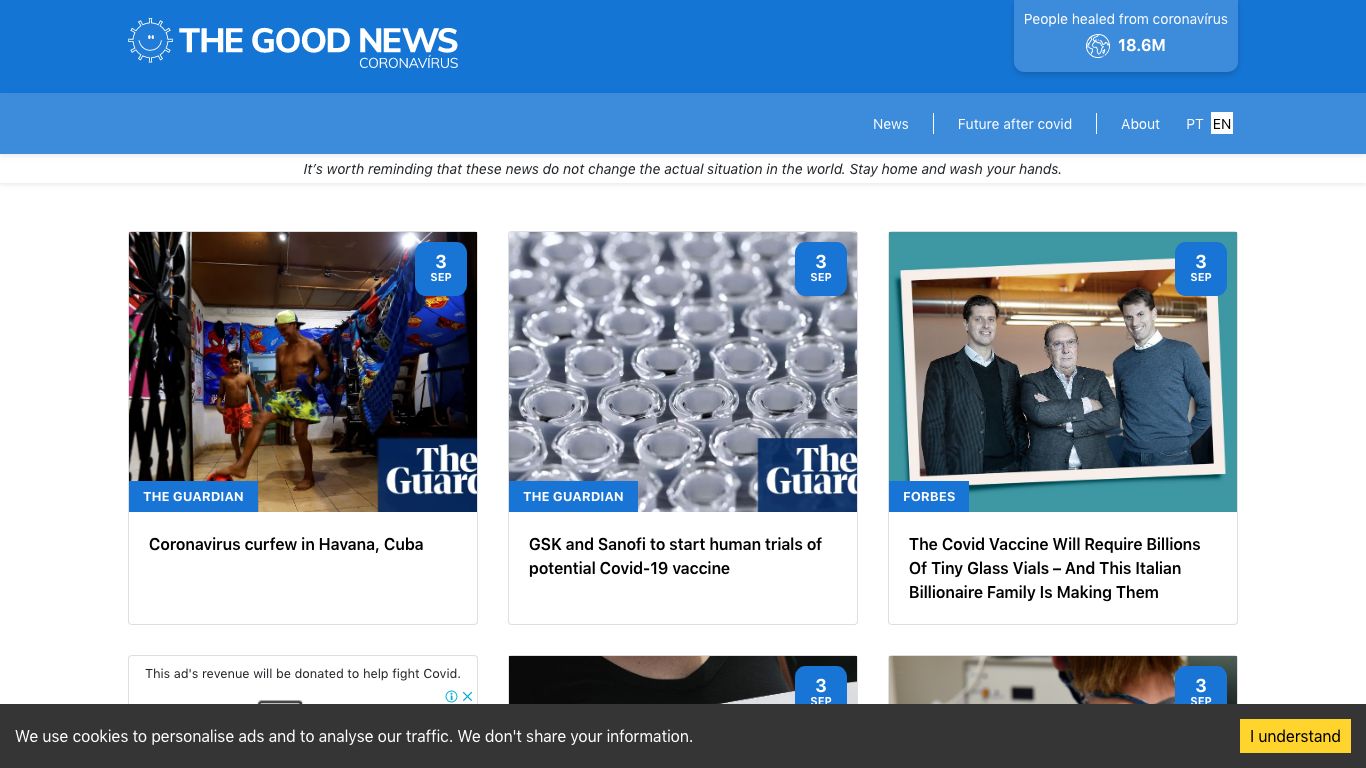 THE GOOD NEWS
CORONAVÍRUS
People healed from coronavírus
18.6M
News
Future after covid
About
PT
EN
It's worth reminding that these news do not change the actual situation in the world. Stay home and wash your hands.
3
SEP
The
Guard
THE GUARDIAN
Coronavirus curfew in Havana, Cuba
3
SEP
The
Guard
THE GUARDIAN
GSK and Sanofi to start human trials of
potential Covid-19 vaccine
3
SEP
FORBES
The Covid Vaccine Will Require Billions
Of Tiny Glass Vials – And This Italian
Billionaire Family Is Making Them
This ad's revenue will be donated to help fight Covid.
3
SEP
3
SEP
We use cookies to personalise ads and to analyse our traffic. We don't share your information.
I understand